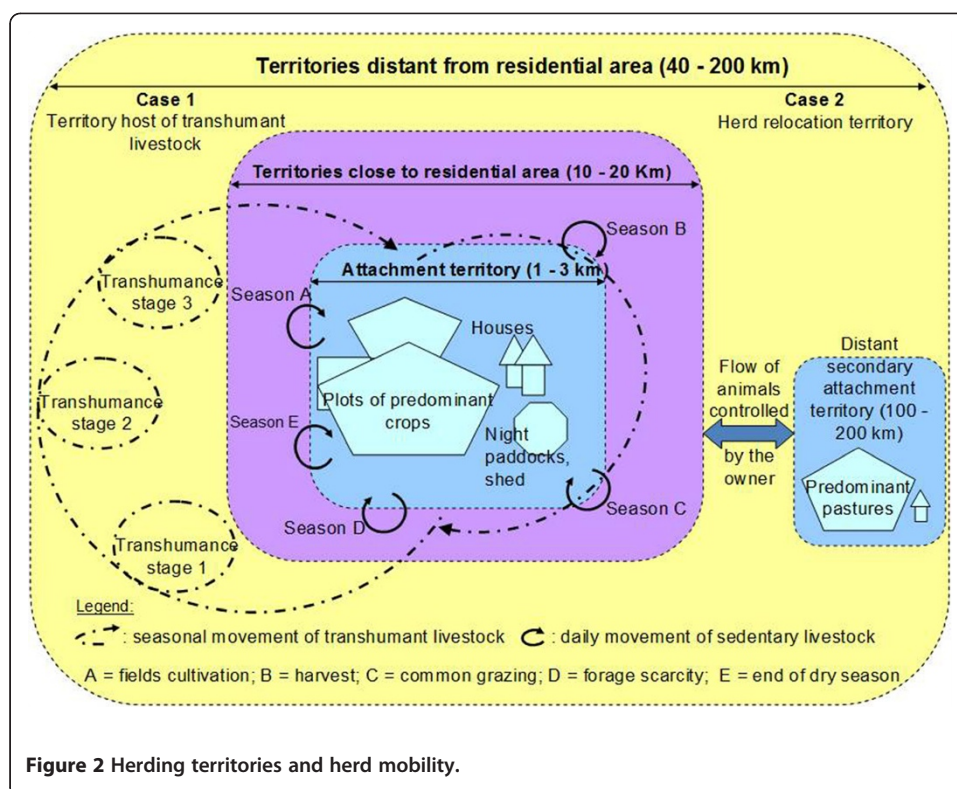 Territories distant from residential area (40 - 200 km)
Case 1
Territory host of transhumant
livestock
Case 2
Herd relocation territory
Territories close to residential area (10 - 20 Km)
Season B
Attachment territory (1 - 3 km)
Transhumance
stage 3
Season A
Houses
Transhumance
stage 2
Season E
Plots of predominant
crops
Night
paddocks,
shed
Flow of
animals
controlled
by the
owner
Distant
secondary
attachment
territory (100 -
200 km)
Predominant
pastures
Season D
Season C
Transhumance
stage 1
Legend:
: seasonal movement of transhumant livestock : daily movement of sedentary livestock
A = fields cultivation; B = harvest; C = common grazing; D = forage scarcity; E = end of dry season
Figure 2 Herding territories and herd mobility.